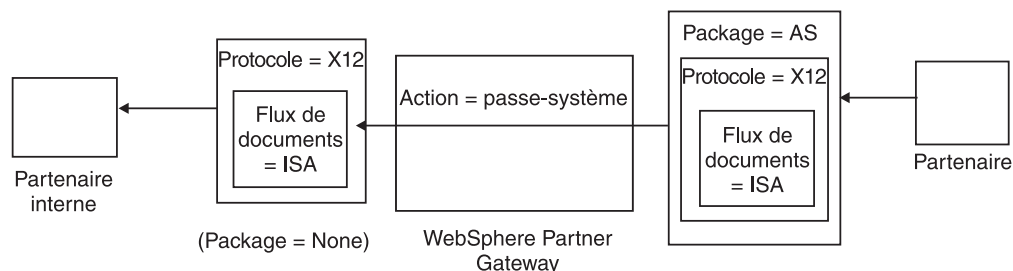 Package = AS
Protocole = X12
Protocole = X12
Action = passe-système
Flux de
documents
= ISA
Flux de
documents
= ISA
Partenaire
interne
Partenaire
(Package = None)
WebSphere Partner
Gateway